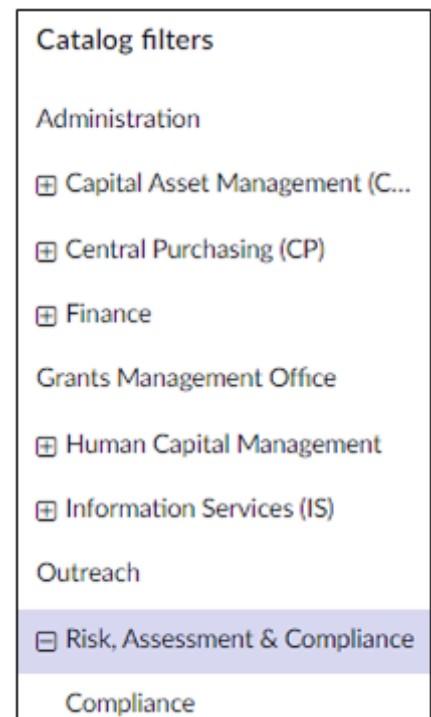 Catalog filters
Administration
Capital Asset Management (C...
Central Purchasing (CP)
Finance
Grants Management Office
Human Capital Management
Information Services (IS)
Outreach
Risk, Assessment & Compliance
Compliance